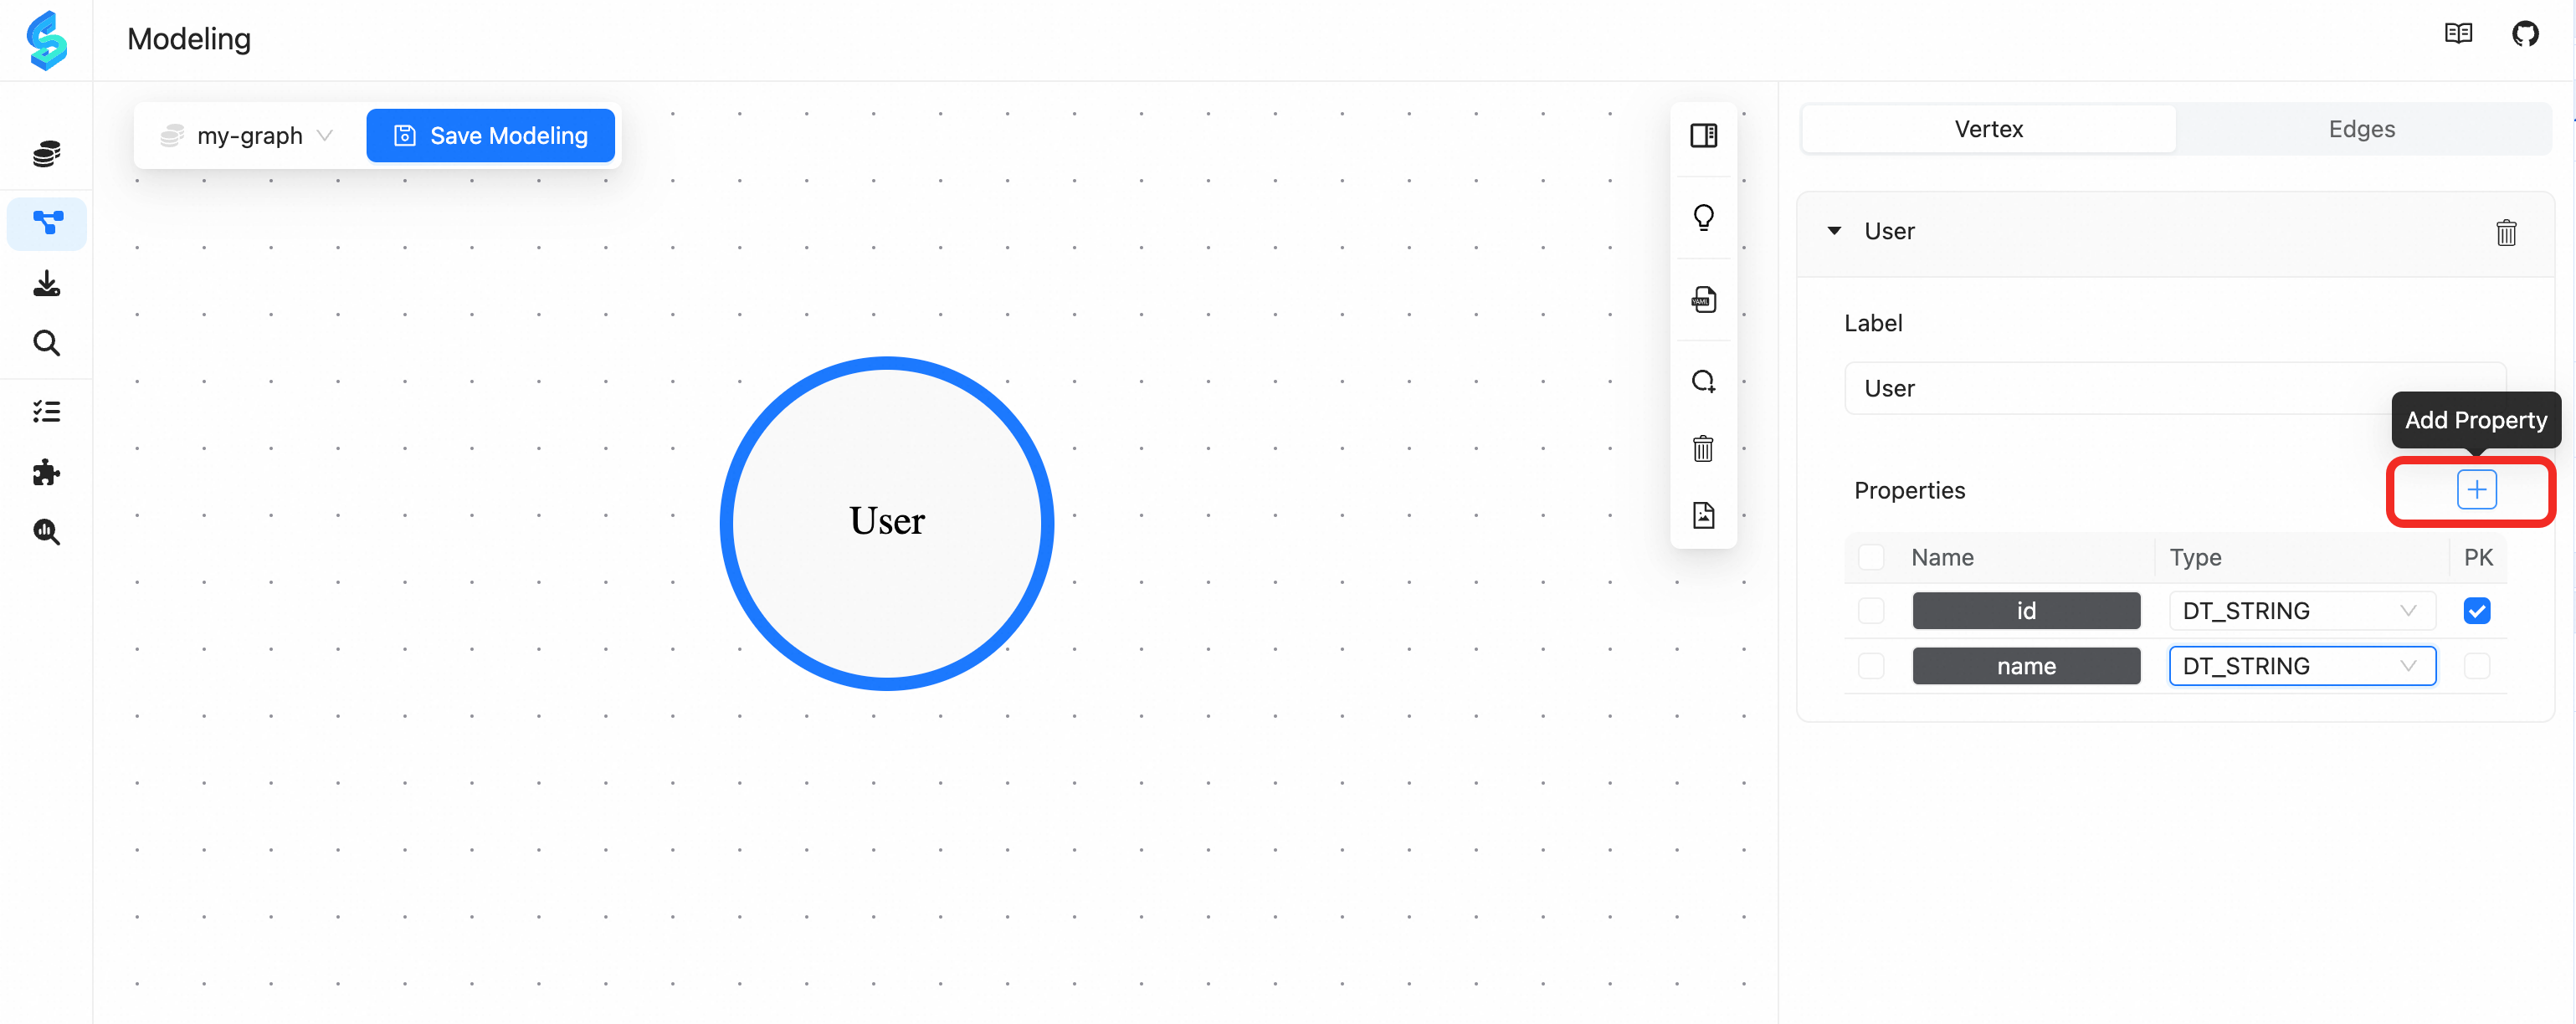 Modeling
my-graph
Save Modeling
YAML
User
Vertex
Edges
User
Label
User
Add Property
Properties
Name Type PK
id DT_STRING
name DT_STRING